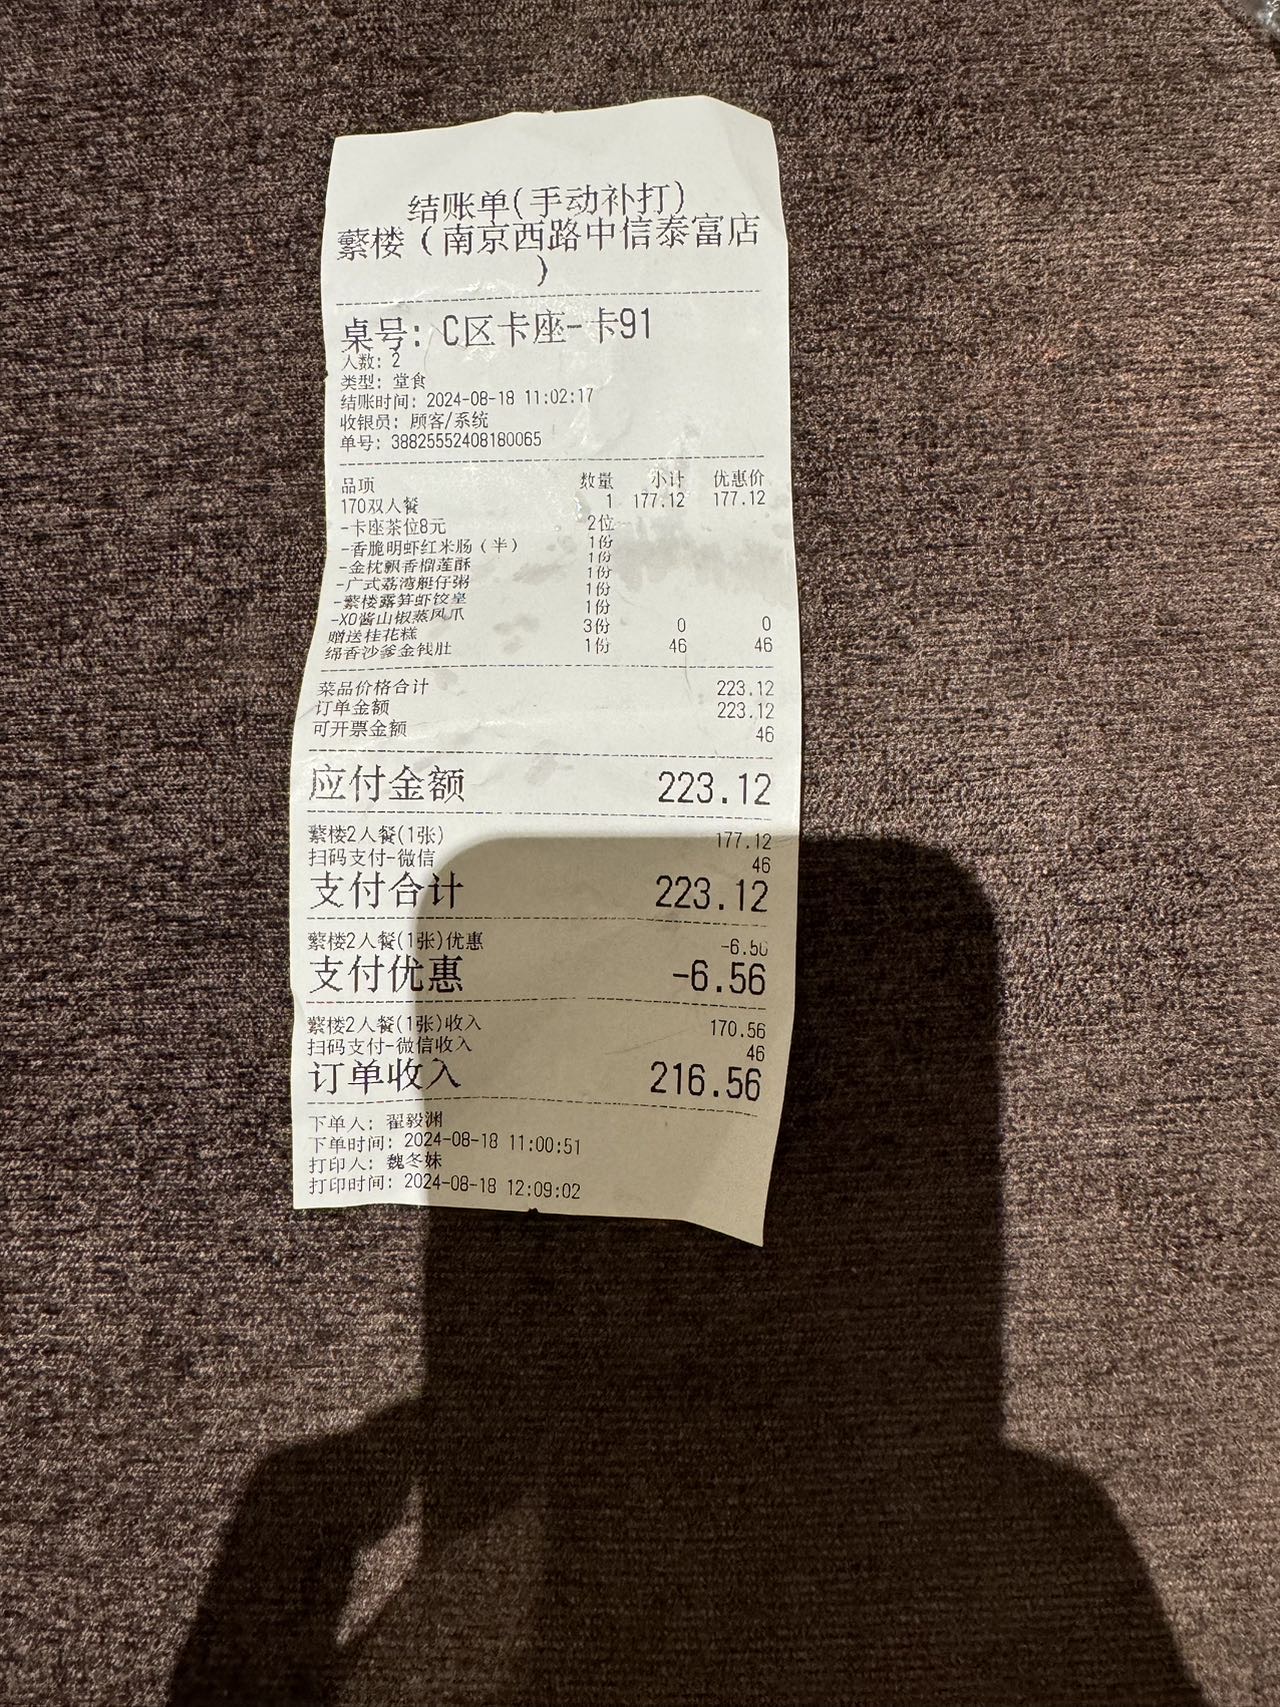 结账单(手动补打)
蘩楼（南京西路中信泰富店
）
桌号: C区卡座-卡91
人数: 2
类型: 堂食
结账时间: 2024-08-18 11:02:17
收银员: 顾客/系统
单号: 38825552408180065
品项 数量 小计 优惠价
170双人餐 1 177.12 177.12
-卡座茶位8元 2位
-香脆明虾红米肠（半） 1份
-金枕飘香榴莲酥 1份
-广式荔湾艇仔粥 1份
-蘩楼露笋虾饺皇 1份
-XO酱山椒蒸凤爪 1份
赠送桂花糕 3份 0 0
绵香沙爹金钱肚 1份 46 46
菜品价格合计 223.12
订单金额 223.12
可开票金额 46
应付金额 223.12
蘩楼2人餐(1张) 177.12
扫码支付-微信 46
支付合计 223.12
蘩楼2人餐(1张)优惠 -6.56
支付优惠 -6.56
蘩楼2人餐(1张)收入 170.56
扫码支付-微信收入 46
订单收入 216.56
下单人: 翟毅渊
下单时间: 2024-08-18 11:00:51
打印人: 魏冬妹
打印时间: 2024-08-18 12:09:02